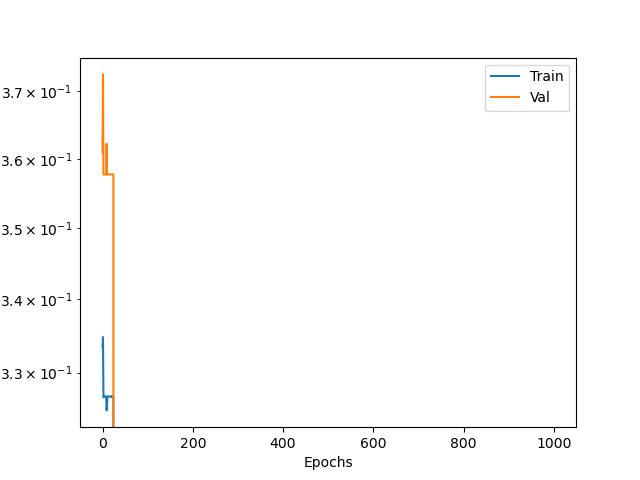 3.7 × 10⁻¹
3.6 × 10⁻¹
3.5 × 10⁻¹
3.4 × 10⁻¹
3.3 × 10⁻¹
Train
Val
0 200 400 600 800 1000
Epochs